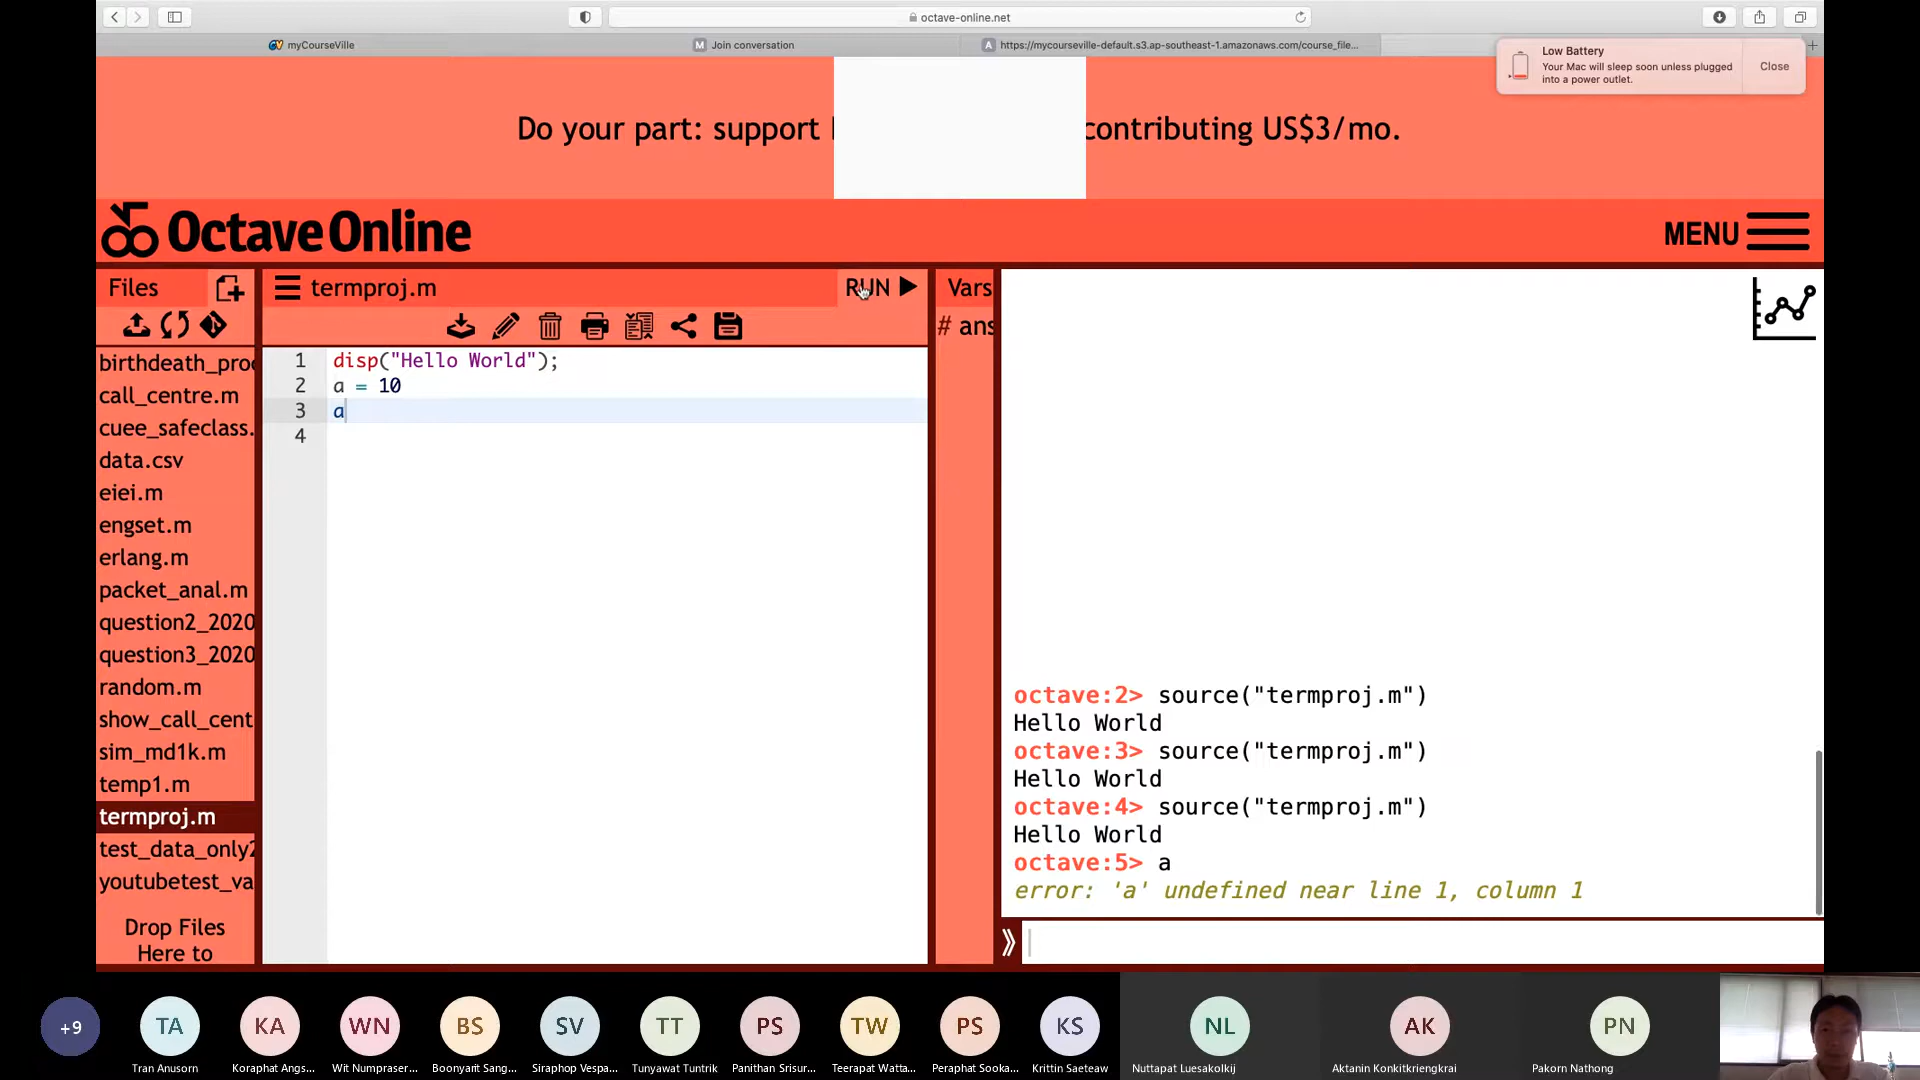 octave-online.net
myCourseVille
M Join conversation
A https://mycourseville-default.s3.ap-southeast-1.amazonaws.com/course_file...
Low Battery
Your Mac will sleep soon unless plugged
into a power outlet.
Close
Do your part: support
contributing US$3/mo.
Octave Online
MENU
Files
termproj.m
RUN
Vars
# ans
birthdeath_proc
call_centre.m
cuee_safeclass.
data.csv
eiei.m
engset.m
erlang.m
packet_anal.m
question2_2020
question3_2020
random.m
show_call_cent
sim_md1k.m
temp1.m
termproj.m
test_data_only2
youtubetest_va
Drop Files
Here to
1 disp("Hello World");
2 a = 10
3 a
4
octave:2> source("termproj.m")
Hello World
octave:3> source("termproj.m")
Hello World
octave:4> source("termproj.m")
Hello World
octave:5> a
error: 'a' undefined near line 1, column 1
+9
TA
KA
WN
BS
SV
TT
PS
TW
PS
KS
NL
AK
PN
Tran Anusorn
Koraphat Angs...
Wit Numpraser...
Boonyarit Sang...
Siraphop Vespa...
Tunyawat Tuntrik
Panithan Srisur...
Teerapat Watta...
Peraphat Sooka...
Krittin Saeteaw
Nuttapat Luesakolkij
Aktanin Konkitkriengkrai
Pakorn Nathong